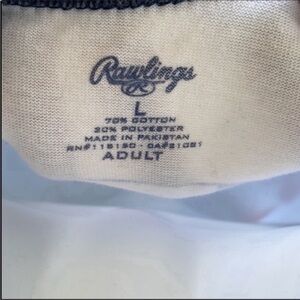 Rawlings
R
L
70% COTTON
30% POLYESTER
MADE IN PAKISTAN
ADULT